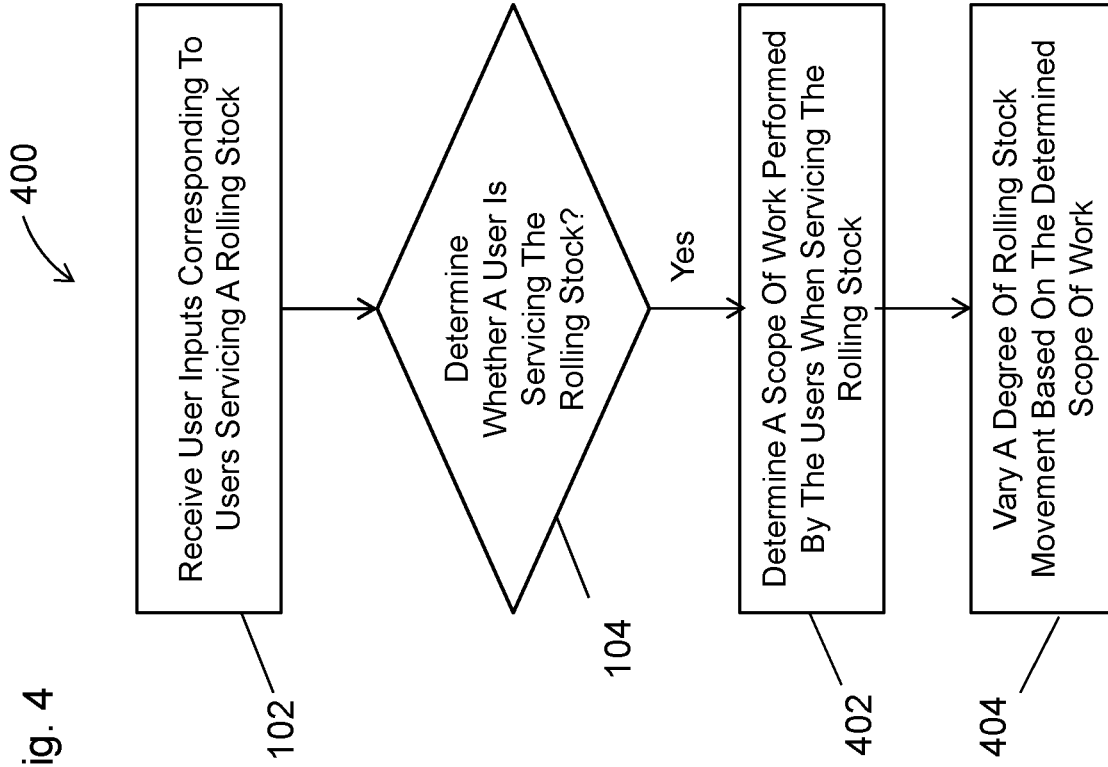 ig. 4
400
Receive User Inputs Corresponding To
Users Servicing A Rolling Stock
102
Determine
Whether A User Is
Servicing The
Rolling Stock?
104
Yes
Determine A Scope Of Work Performed
By The Users When Servicing The
Rolling Stock
402
Vary A Degree Of Rolling Stock
Movement Based On The Determined
Scope Of Work
404